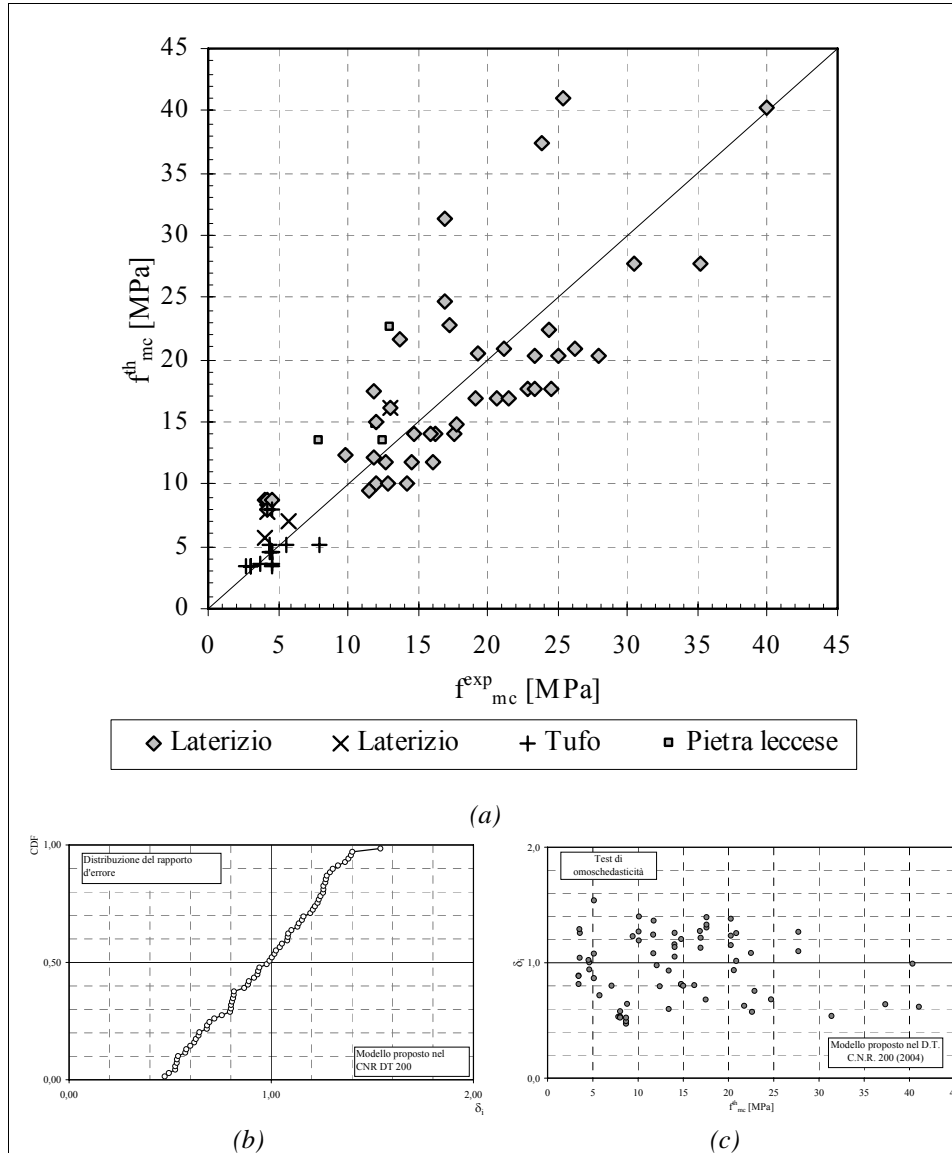 45
40
35
30
25
20
15
10
5
0
f^th_mc [MPa]
0 5 10 15 20 25 30 35 40 45
f^exp_mc [MPa]
Laterizio Laterizio Tufo Pietra leccese
(a)
CDF
1,00
0,50
0,00
Distribuzione del rapporto
d'errore
Modello proposto nel
CNR DT 200
0,00 1,00 2,00
δ_i
(b)
2,0
1,0
0,0
Test di
omoschedasticità
Modello proposto nel D.T.
C.N.R. 200 (2004)
0 5 10 15 20 25 30 35 40
f^th_mc [MPa]
(c)